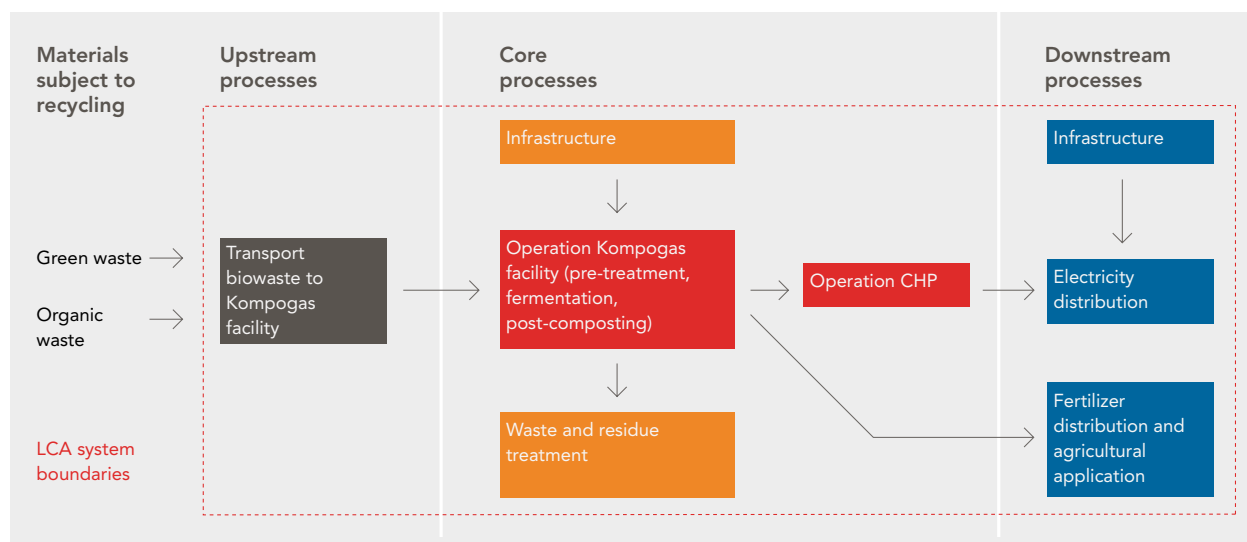 Materials
subject to
recycling
Upstream
processes
Core
processes
Downstream
processes
Infrastructure
Infrastructure
Green waste
Organic
waste
Transport
biowaste to
Kompogas
facility
Operation Kompogas
facility (pre-treatment,
fermentation,
post-composting)
Operation CHP
Electricity
distribution
Waste and residue
treatment
Fertilizer
distribution and
agricultural
application
LCA system
boundaries